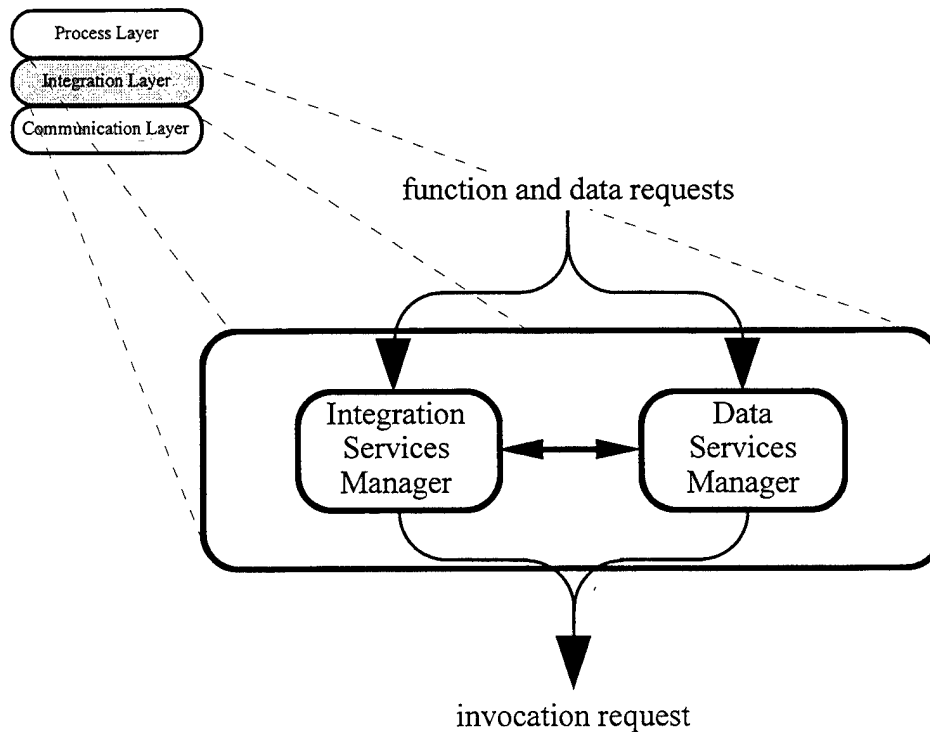 Process Layer
Integration Layer
Communication Layer
function and data requests
Integration
Services
Manager
Data
Services
Manager
invocation request